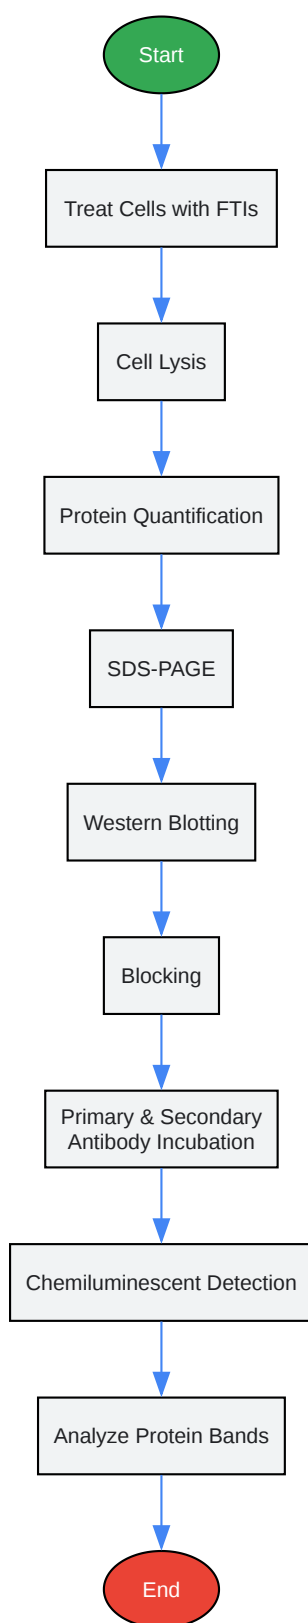 Start
Treat Cells with FTIs
Cell Lysis
Protein Quantification
SDS-PAGE
Western Blotting
Blocking
Primary & Secondary
Antibody Incubation
Chemiluminescent Detection
Analyze Protein Bands
End